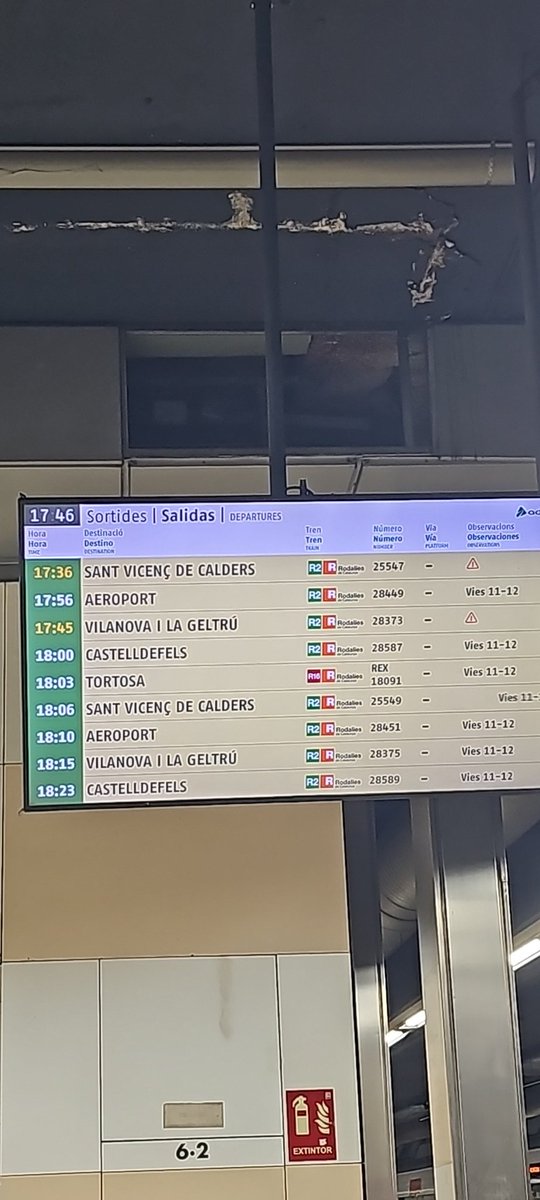 17:46 Sortides | Salidas | DEPARTURES
Hora Destinació Tren Número Via Observacions
Hora Destino Tren Número Vía Observaciones
TIME DESTINATION TRAIN NUMBER PLATFORM OBSERVATIONS
17:36 SANT VICENÇ DE CALDERS R2 R Rodalies 25547 –
17:56 AEROPORT R2 R Rodalies 28449 – Vies 11-12
17:45 VILANOVA I LA GELTRÚ R2 R Rodalies 28373 –
18:00 CASTELLDEFELS R2 R Rodalies 28587 – Vies 11-12
18:03 TORTOSA R16 R Rodalies REX 18091 – Vies 11-12
18:06 SANT VICENÇ DE CALDERS R2 R Rodalies 25549 – Vies 11-
18:10 AEROPORT R2 R Rodalies 28451 – Vies 11-12
18:15 VILANOVA I LA GELTRÚ R2 R Rodalies 28375 – Vies 11-12
18:23 CASTELLDEFELS R2 R Rodalies 28589 – Vies 11-12
6·2
EXTINTOR